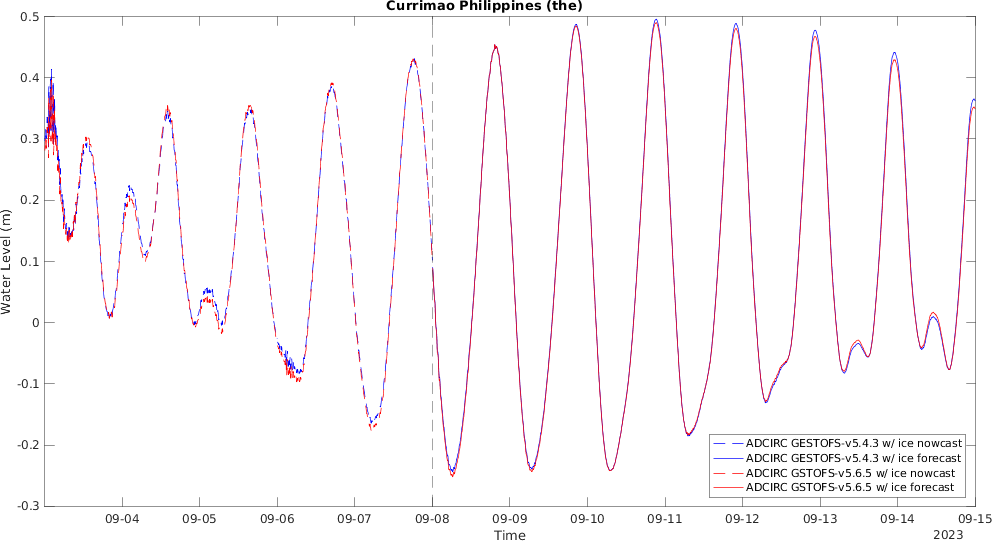 Currimao Philippines (the)
Water Level (m)
0.5
0.4
0.3
0.2
0.1
0
-0.1
-0.2
-0.3
09-04 09-05 09-06 09-07 09-08 09-09 09-10 09-11 09-12 09-13 09-14 09-15
Time
2023
ADCIRC GESTOFS-v5.4.3 w/ ice nowcast
ADCIRC GESTOFS-v5.4.3 w/ ice forecast
ADCIRC GSTOFS-v5.6.5 w/ ice nowcast
ADCIRC GSTOFS-v5.6.5 w/ ice forecast